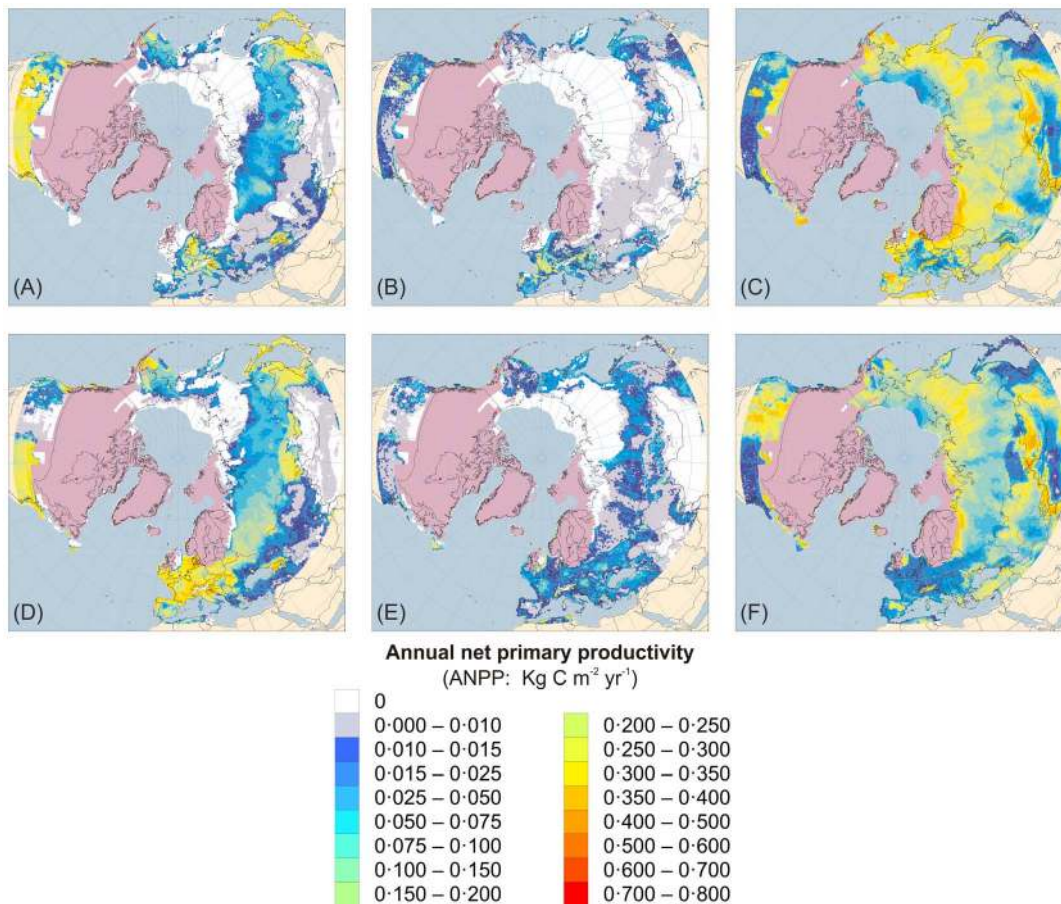 (A)
(B)
(C)
(D)
(E)
(F)
Annual net primary productivity
(ANPP: Kg C m⁻² yr⁻¹)
0
0·000 – 0·010
0·010 – 0·015
0·015 – 0·025
0·025 – 0·050
0·050 – 0·075
0·075 – 0·100
0·100 – 0·150
0·150 – 0·200
0·200 – 0·250
0·250 – 0·300
0·300 – 0·350
0·350 – 0·400
0·400 – 0·500
0·500 – 0·600
0·600 – 0·700
0·700 – 0·800